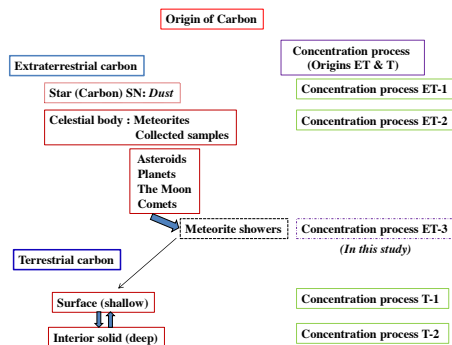 Origin of Carbon
Concentration process
(Origins ET & T)
Extraterrestrial carbon
Star (Carbon) SN: Dust
Concentration process ET-1
Celestial body : Meteorites
Collected samples
Concentration process ET-2
Asteroids
Planets
The Moon
Comets
Meteorite showers
Concentration process ET-3
(In this study)
Terrestrial carbon
Surface (shallow)
Concentration process T-1
Interior solid (deep)
Concentration process T-2